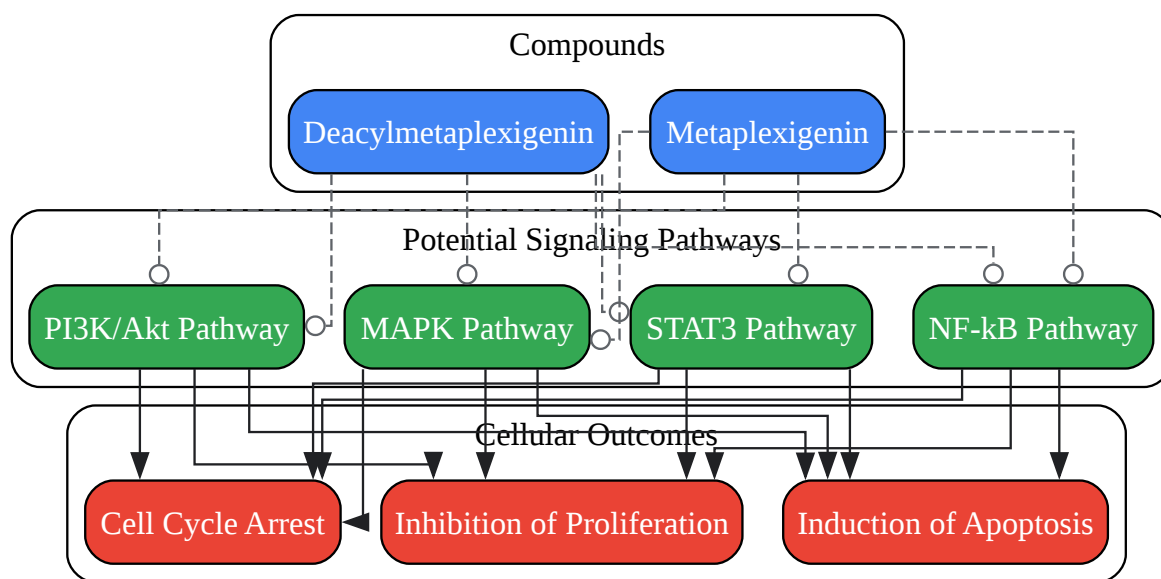 Compounds
Deacylmetaplexigenin
Metaplexigenin
Potential Signaling Pathways
PI3K/Akt Pathway
MAPK Pathway
STAT3 Pathway
NF-kB Pathway
Cellular Outcomes
Cell Cycle Arrest
Inhibition of Proliferation
Induction of Apoptosis